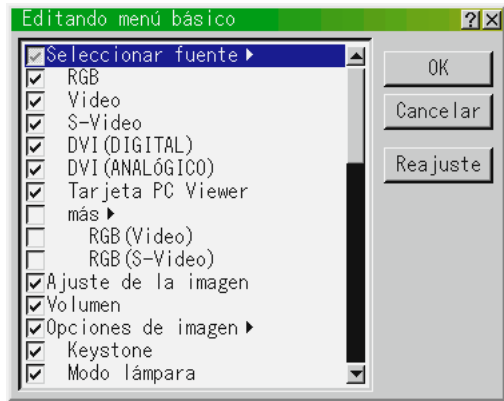 Editando menú básico
Seleccionar fuente
RGB
Video
S-Video
DVI(DIGITAL)
DVI(ANALÓGICO)
Tarjeta PC Viewer
más
RGB(Video)
RGB(S-Video)
Ajuste de la imagen
Volumen
Opciones de imagen
Keystone
Modo lámpara
OK
Cancelar
Reajuste